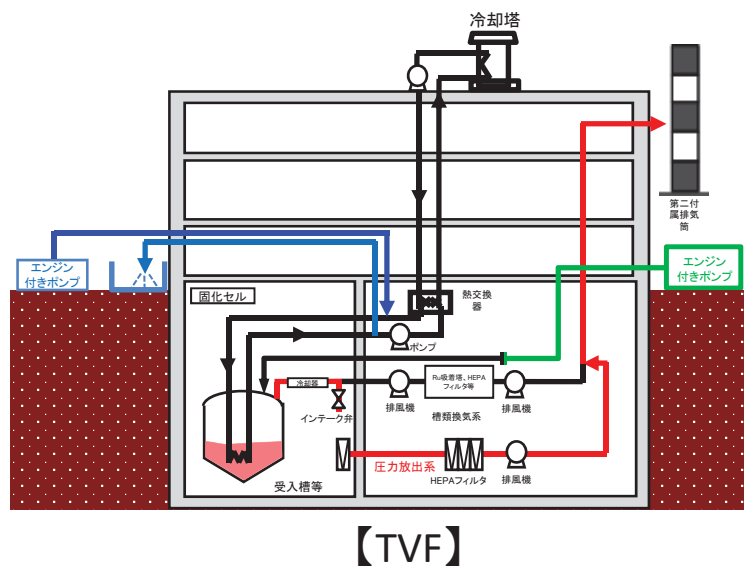 冷却塔
第二付
属排気
筒
エンジン
付きポンプ
エンジン
付きポンプ
固化セル
熱交換
器
ポンプ
冷却器
Ru吸着塔、HEPA
フィルタ等
インテーク弁
排風機
排風機
槽類換気系
圧力放出系
受入槽等
HEPAフィルタ
排風機
【TVF】